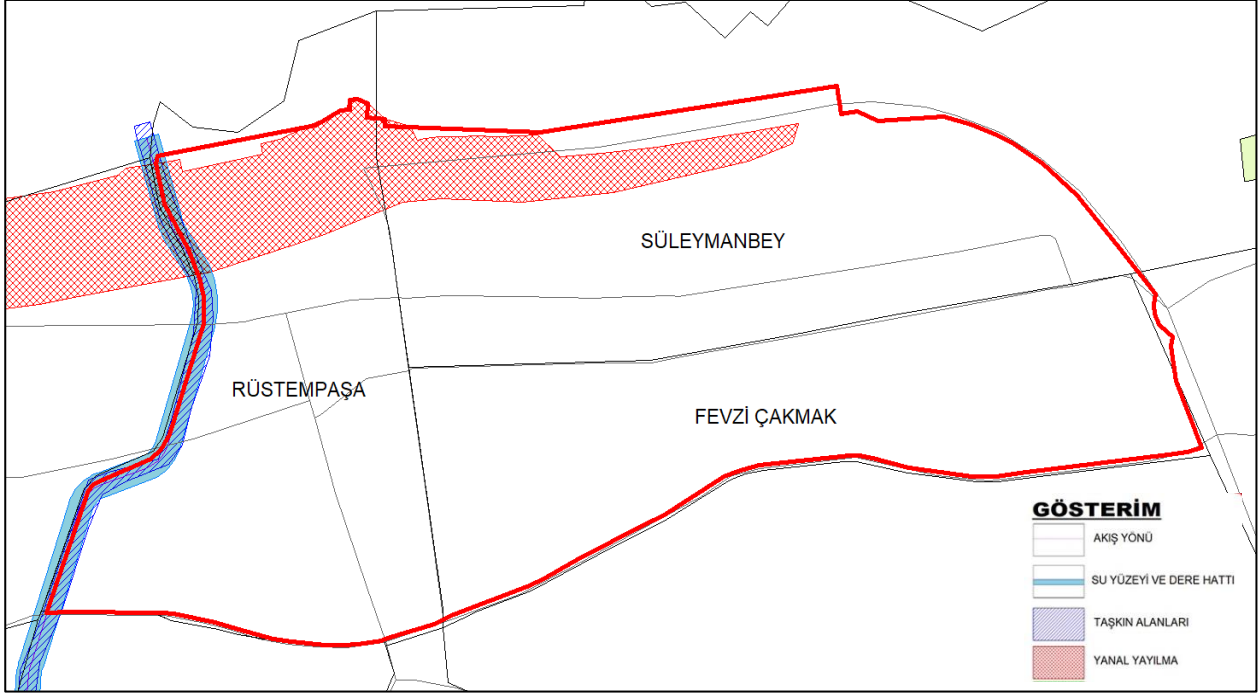 SÜLEYMANBEY
RÜSTEMPAŞA
FEVZİ ÇAKMAK
GÖSTERİM
AKIŞ YÖNÜ
SU YÜZEYİ VE DERE HATTI
TAŞKIN ALANLARI
YANAL YAYILMA